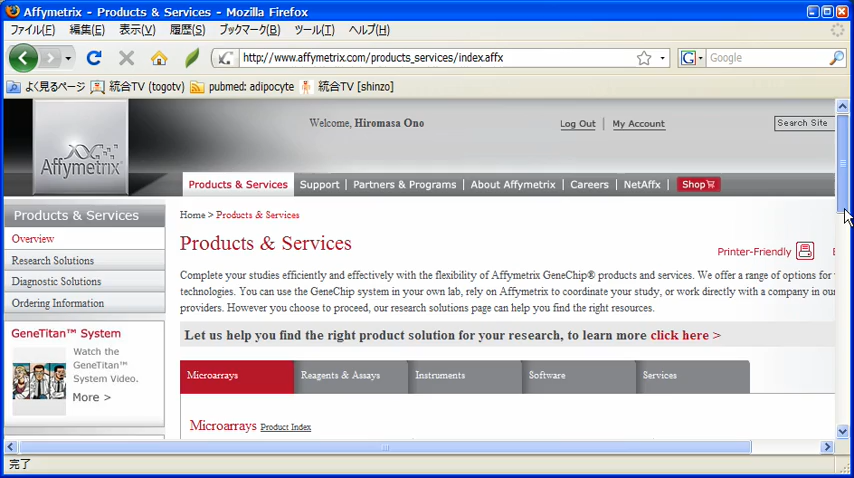 Affymetrix - Products & Services - Mozilla Firefox
ファイル(F) 編集(E) 表示(V) 履歴(S) ブックマーク(B) ツール(T) ヘルプ(H)
http://www.affymetrix.com/products_services/index.affx
Google
よく見るページ 統合TV (togotv) pubmed: adipocyte 統合TV [shinzo]
Welcome, Hiromasa Ono Log Out | My Account Search Site
Affymetrix
Products & Services Support | Partners & Programs | About Affymetrix | Careers | NetAffx Shop
Products & Services
Overview
Research Solutions
Diagnostic Solutions
Ordering Information
GeneTitan™ System
Watch the
GeneTitan™
System Video.
More >
Home > Products & Services
Products & Services
Printer-Friendly
Complete your studies efficiently and effectively with the flexibility of Affymetrix GeneChip® products and services. We offer a range of options for
technologies. You can use the GeneChip system in your own lab, rely on Affymetrix to coordinate your study, or work directly with a company in
providers. However you choose to proceed, our research solutions page can help you find the right resources.
Let us help you find the right product solution for your research, to learn more click here >
Microarrays Reagents & Assays Instruments Software Services
Microarrays Product Index
完了